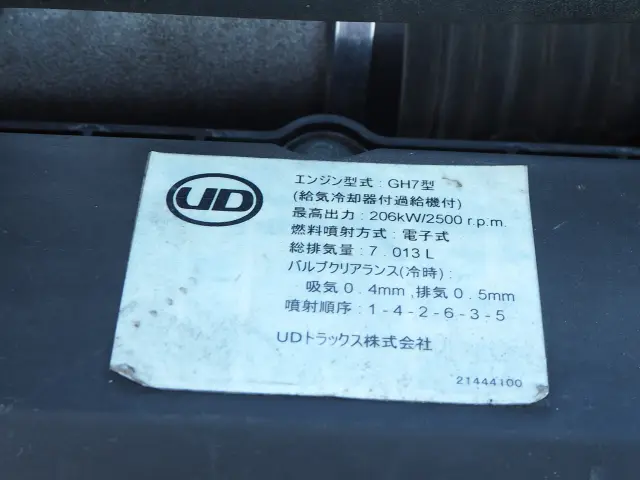 UD
エンジン型式：GH7型
(給気冷却器付過給機付)
最高出力：206kW/2500 r.p.m.
燃料噴射方式：電子式
総排気量：7.013L
バルブクリアランス(冷時)：
吸気0.4mm,排気0.5mm
噴射順序：1-4-2-6-3-5
UDトラックス株式会社
21444100